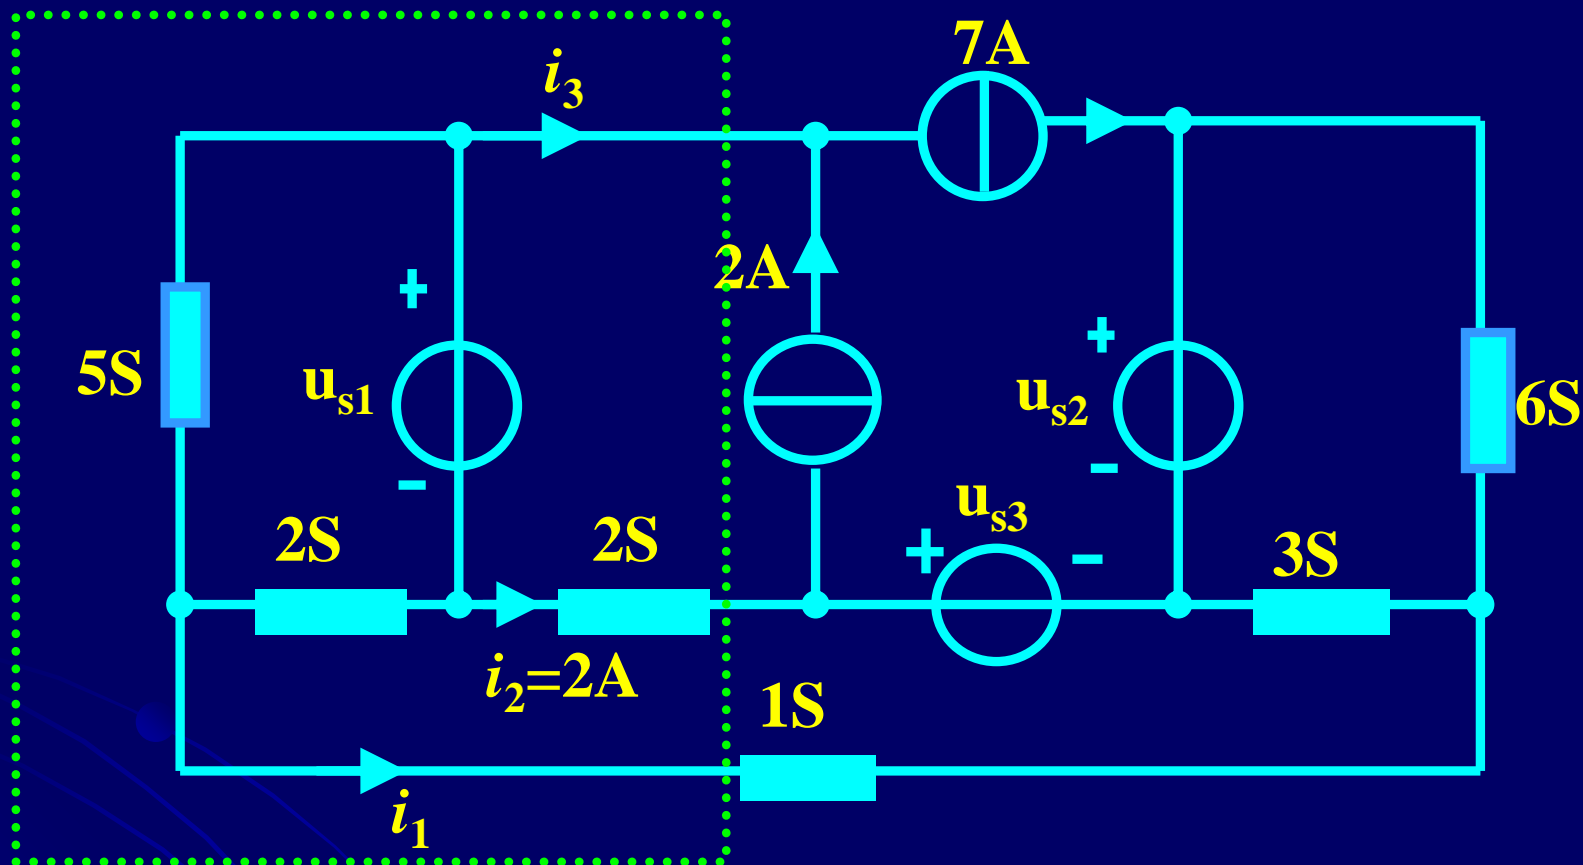 7A
i3
2A
5S
us1
+
-
us2
+
-
6S
us3
+
-
2S
2S
3S
i2=2A
1S
i1